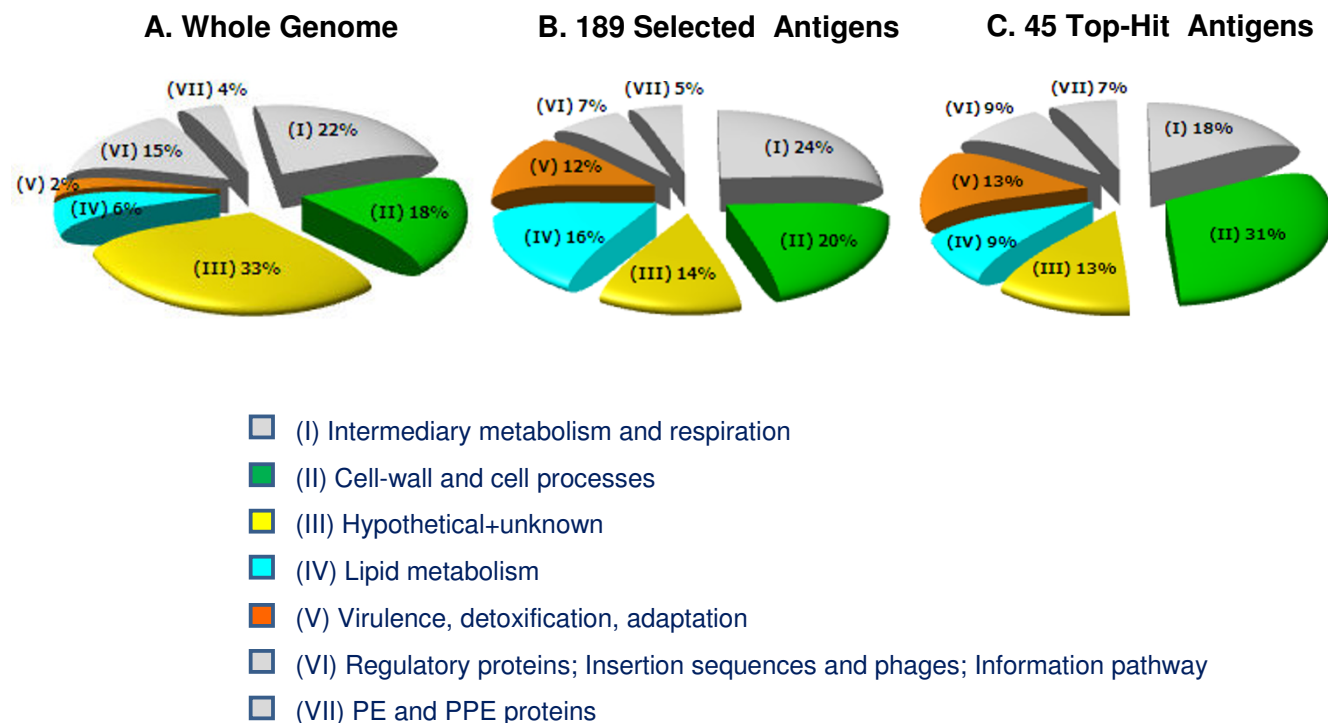 A. Whole Genome
B. 189 Selected Antigens
C. 45 Top-Hit Antigens
(VII) 4%
(I) 22%
(VI) 15%
(V) 2%
(IV) 6%
(II) 18%
(III) 33%
(VII) 5%
(VI) 7%
(I) 24%
(V) 12%
(IV) 16%
(II) 20%
(III) 14%
(VII) 7%
(VI) 9%
(I) 18%
(V) 13%
(IV) 9%
(II) 31%
(III) 13%
(I) Intermediary metabolism and respiration
(II) Cell-wall and cell processes
(III) Hypothetical+unknown
(IV) Lipid metabolism
(V) Virulence, detoxification, adaptation
(VI) Regulatory proteins; Insertion sequences and phages; Information pathway
(VII) PE and PPE proteins